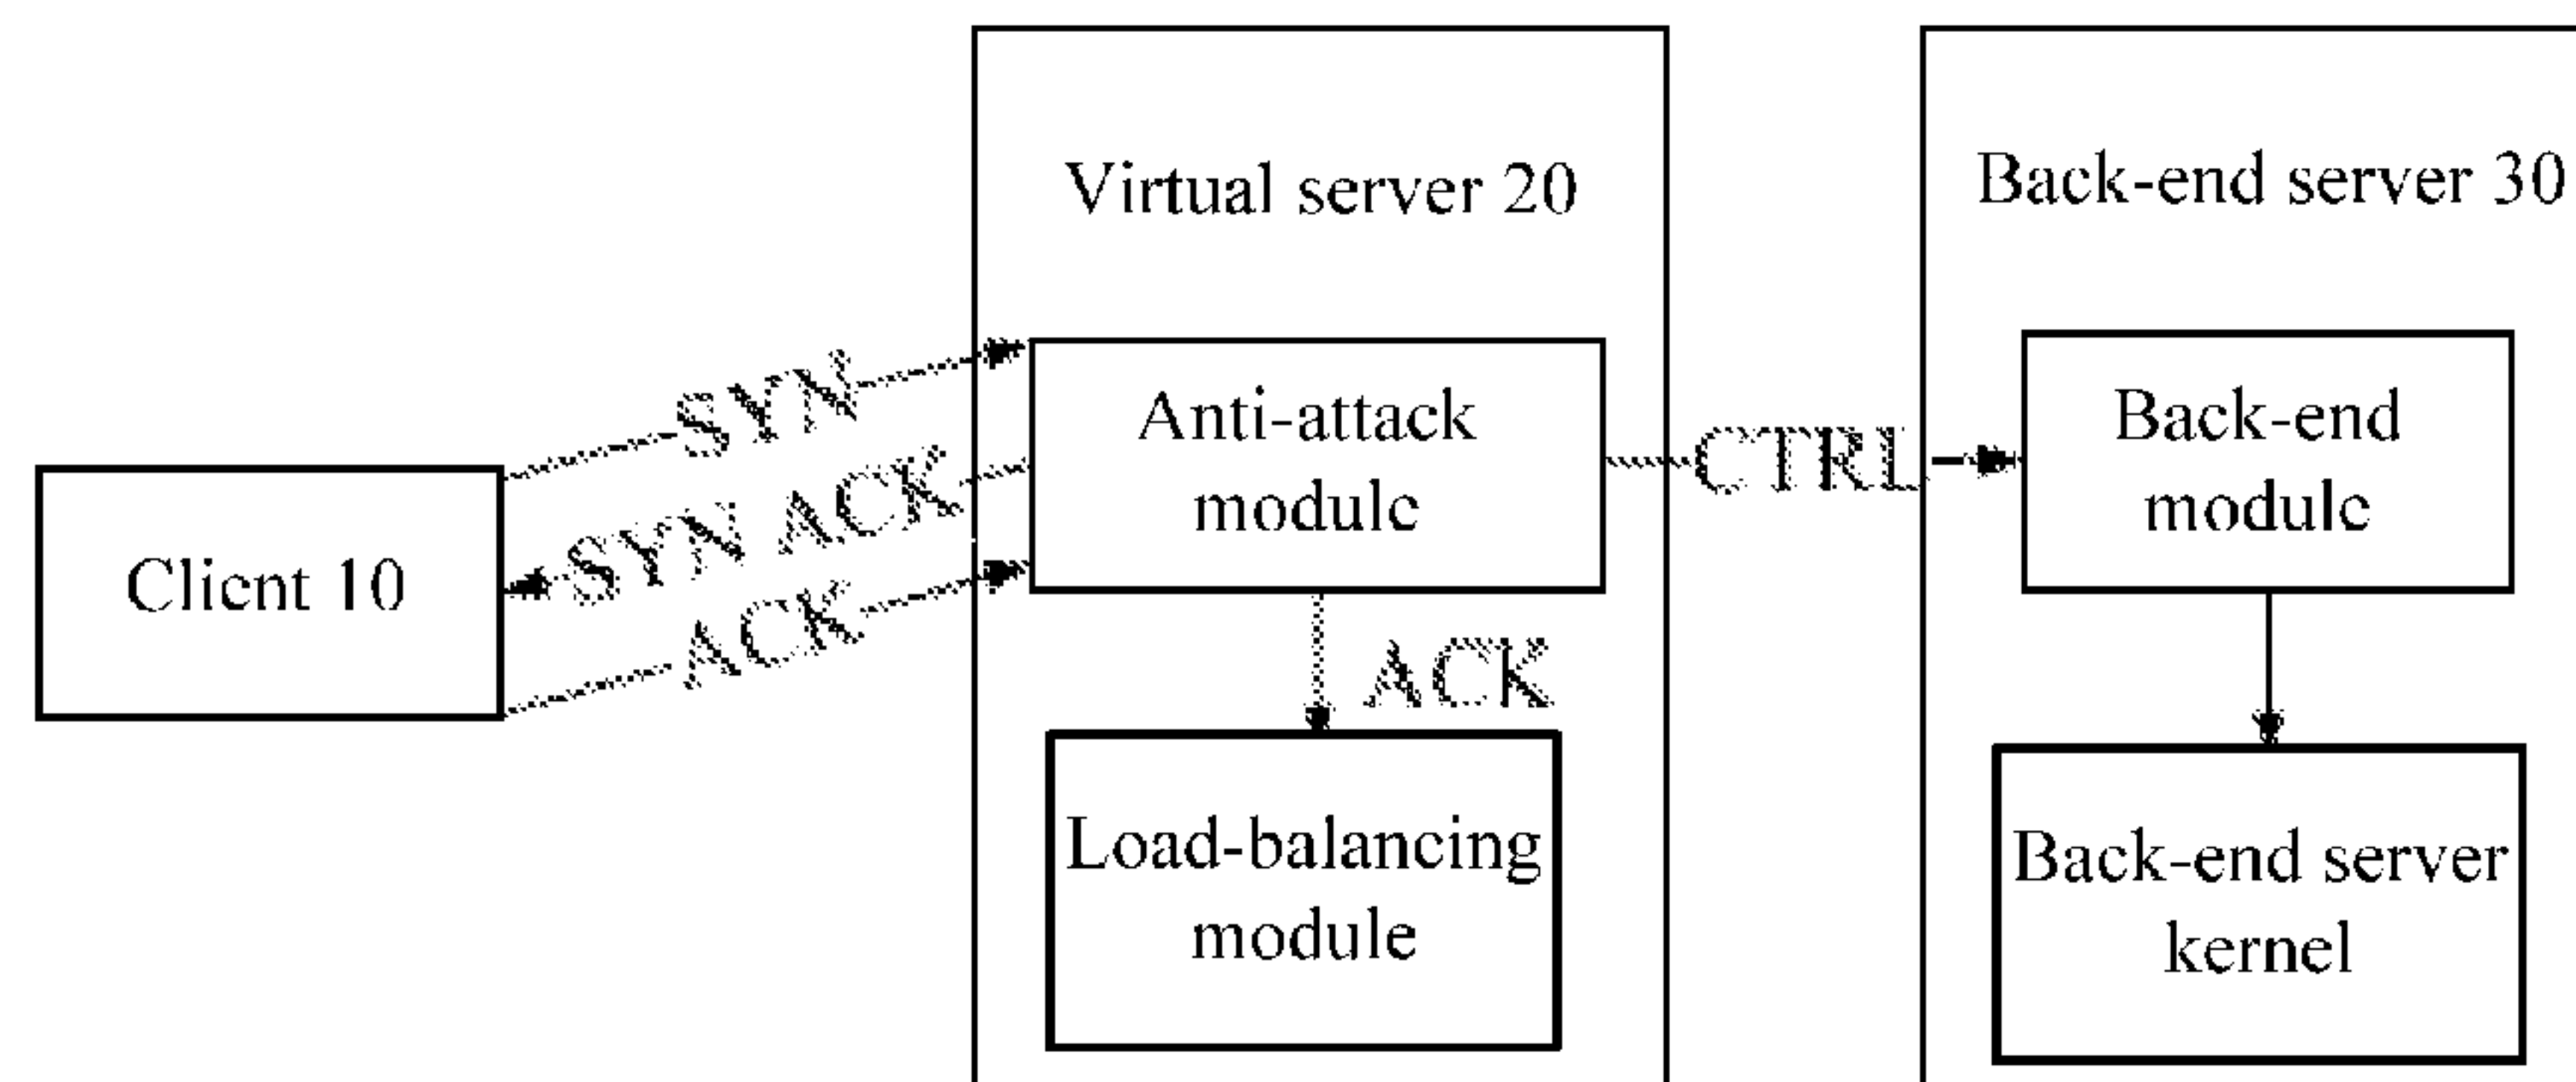 Virtual server 20
Back-end server 30
SYN
SYN ACK
ACK
Client 10
Anti-attack
module
CTRL
Back-end
module
ACK
Load-balancing
module
Back-end server
kernel